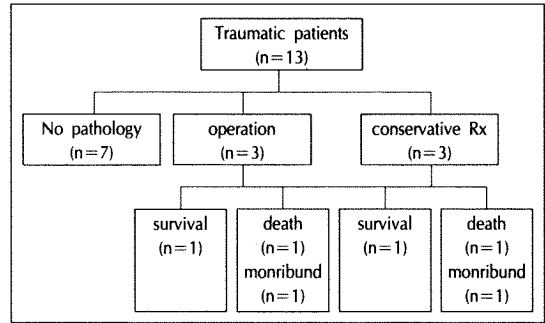 Traumatic patients
(n=13)
No pathology
(n=7)
operation
(n=3)
conservative Rx
(n=3)
survival
(n=1)
death
(n=1)
monribund
(n=1)
survival
(n=1)
death
(n=1)
monribund
(n=1)